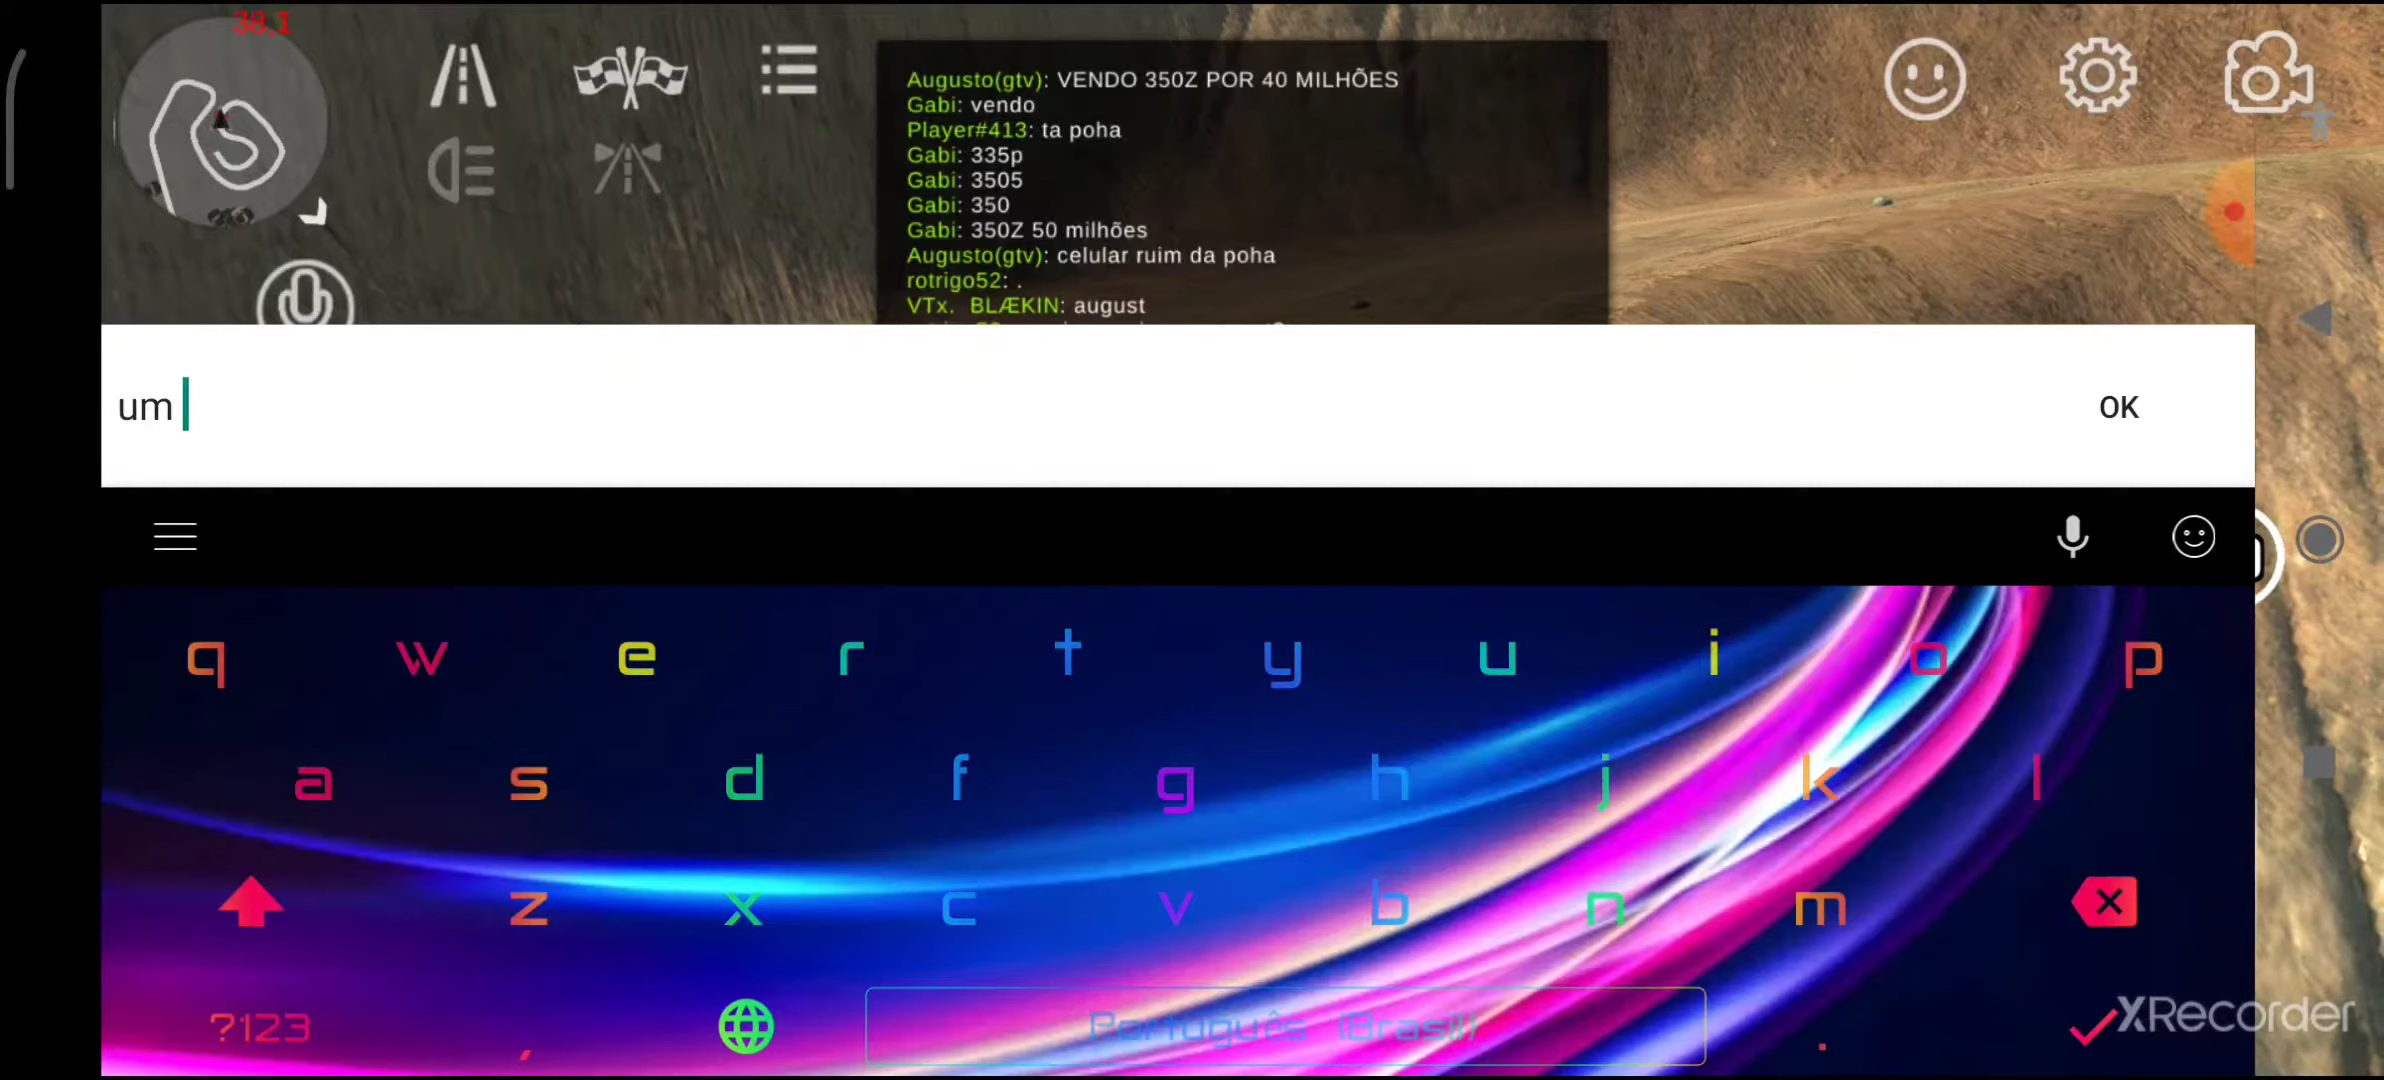 38,1
Augusto(gtv): VENDO 350Z POR 40 MILHÕES
Gabi: vendo
Player#413: ta poha
Gabi: 335p
Gabi: 3505
Gabi: 350
Gabi: 350Z 50 milhões
Augusto(gtv): celular ruim da poha
rotrigo52: .
VTx. BLÆKIN: august
um
OK
q w e r t y u i o p
a s d f g h j k l
z x c v b n m
?123 , Português (Brasil) .
XRecorder